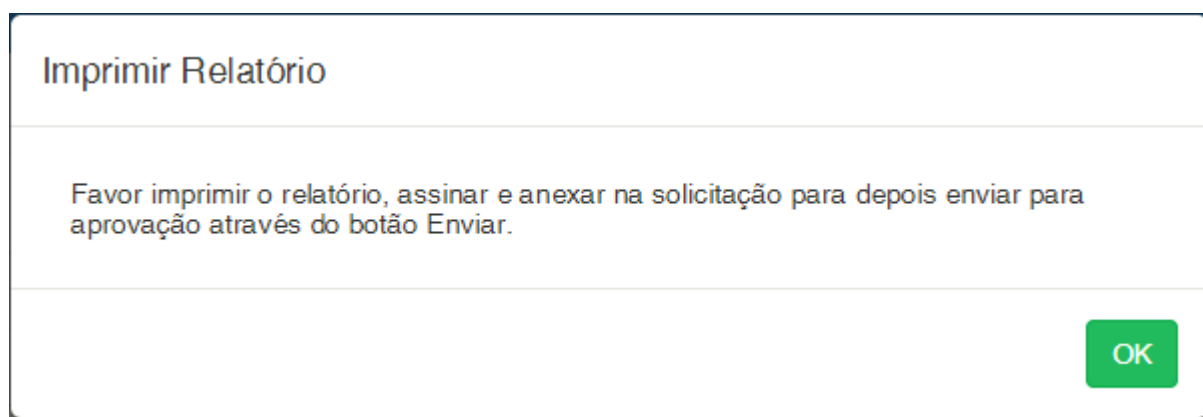 Imprimir Relatório
Favor imprimir o relatório, assinar e anexar na solicitação para depois enviar para
aprovação através do botão Enviar.
OK